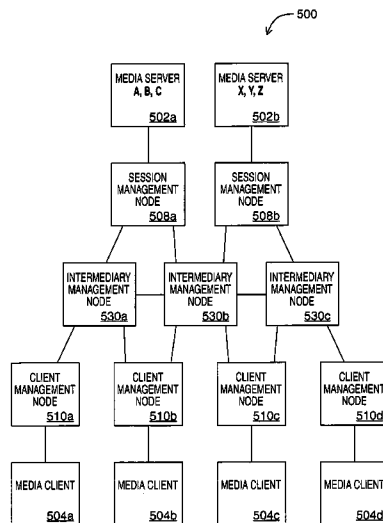 500
MEDIA SERVER
A, B, C
502a
MEDIA SERVER
X, Y, Z
502b
SESSION
MANAGEMENT
NODE
508a
SESSION
MANAGEMENT
NODE
508b
INTERMEDIARY
MANAGEMENT
NODE
530a
INTERMEDIARY
MANAGEMENT
NODE
530b
INTERMEDIARY
MANAGEMENT
NODE
530c
CLIENT
MANAGEMENT
NODE
510a
CLIENT
MANAGEMENT
NODE
510b
CLIENT
MANAGEMENT
NODE
510c
CLIENT
MANAGEMENT
NODE
510d
MEDIA CLIENT
504a
MEDIA CLIENT
504b
MEDIA CLIENT
504c
MEDIA CLIENT
504d